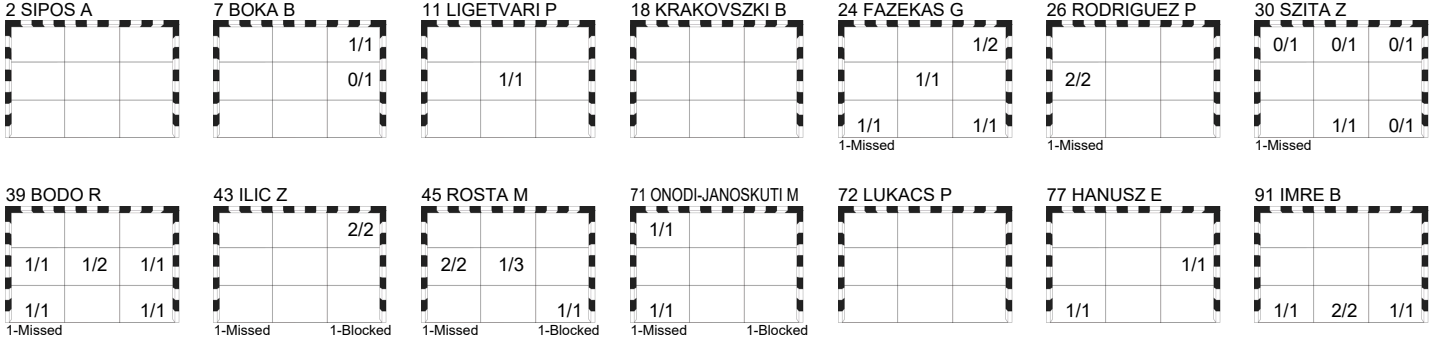 2 SIPOS A 7 BOKA B 11 LIGETVARI P 18 KRAKOVSZKI B 24 FAZEKAS G 26 RODRIGUEZ P 30 SZITA Z
1/1 1/2 0/1 0/1 0/1
0/1 1/1 1/1 2/2
1/1 1/1 1/1 0/1
1-Missed 1-Missed 1-Missed
39 BODO R 43 ILIC Z 45 ROSTA M 71 ONODI-JANOSKUTI M 72 LUKACS P 77 HANUSZ E 91 IMRE B
2/2 1/1
1/1 1/2 1/1 2/2 1/3 1/1
1/1 1/1 1/1 1/1 1/1 1/1 2/2 1/1
1-Missed 1-Missed 1-Blocked 1-Missed 1-Blocked 1-Missed 1-Blocked